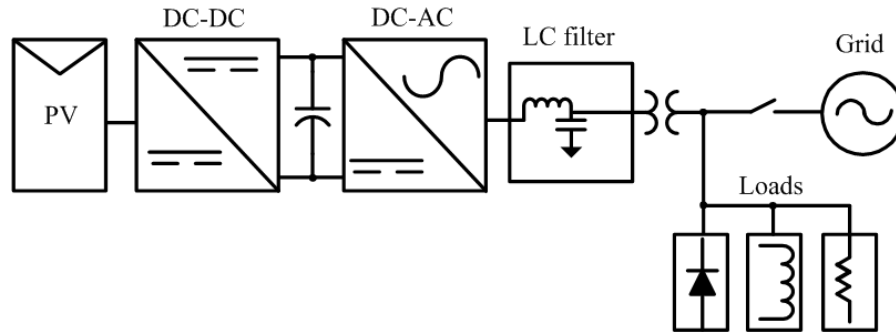 DC-DC
DC-AC
LC filter
Grid
PV
Loads